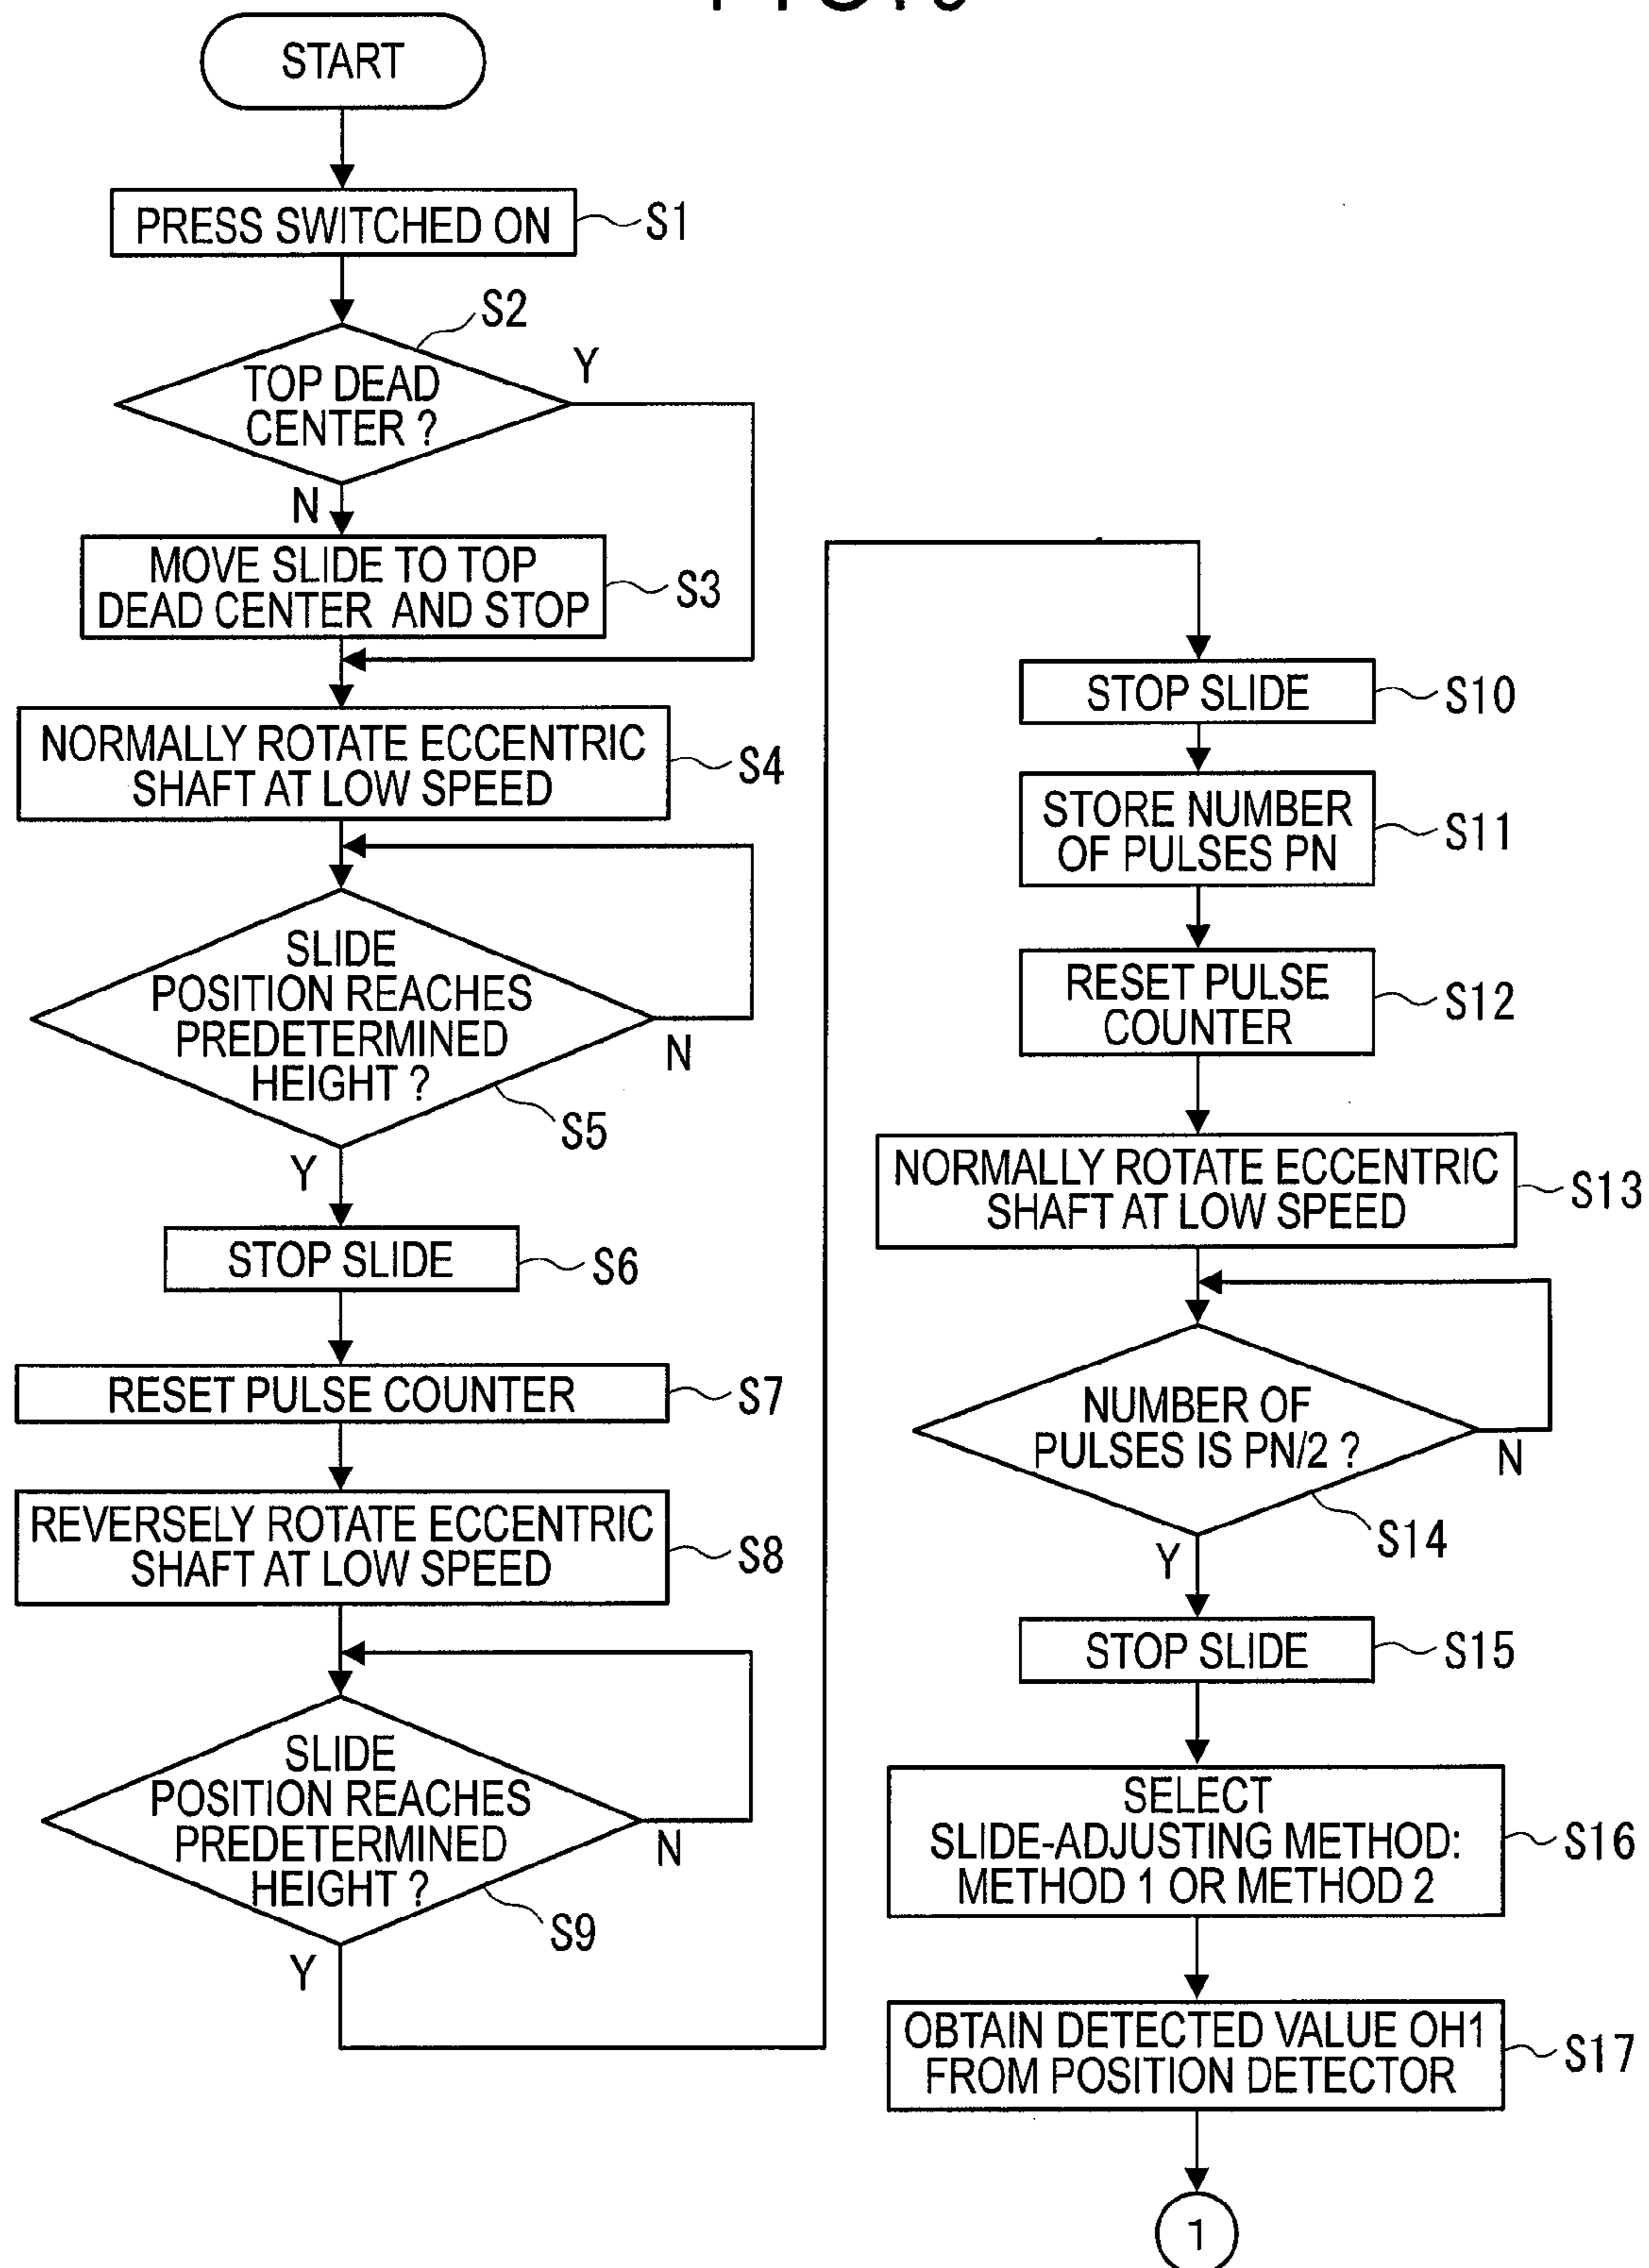 START
PRESS SWITCHED ON
S1
S2
TOP DEAD
CENTER ?
Y
N
MOVE SLIDE TO TOP
DEAD CENTER AND STOP
S3
NORMALLY ROTATE ECCENTRIC
SHAFT AT LOW SPEED
S4
SLIDE
POSITION REACHES
PREDETERMINED
HEIGHT ?
N
S5
Y
STOP SLIDE
S6
RESET PULSE COUNTER
S7
REVERSELY ROTATE ECCENTRIC
SHAFT AT LOW SPEED
S8
SLIDE
POSITION REACHES
PREDETERMINED
HEIGHT ?
N
S9
Y
STOP SLIDE
S10
STORE NUMBER
OF PULSES PN
S11
RESET PULSE
COUNTER
S12
NORMALLY ROTATE ECCENTRIC
SHAFT AT LOW SPEED
S13
NUMBER OF
PULSES IS PN/2 ?
N
S14
Y
STOP SLIDE
S15
SELECT
SLIDE-ADJUSTING METHOD:
METHOD 1 OR METHOD 2
S16
OBTAIN DETECTED VALUE OH1
FROM POSITION DETECTOR
S17
1